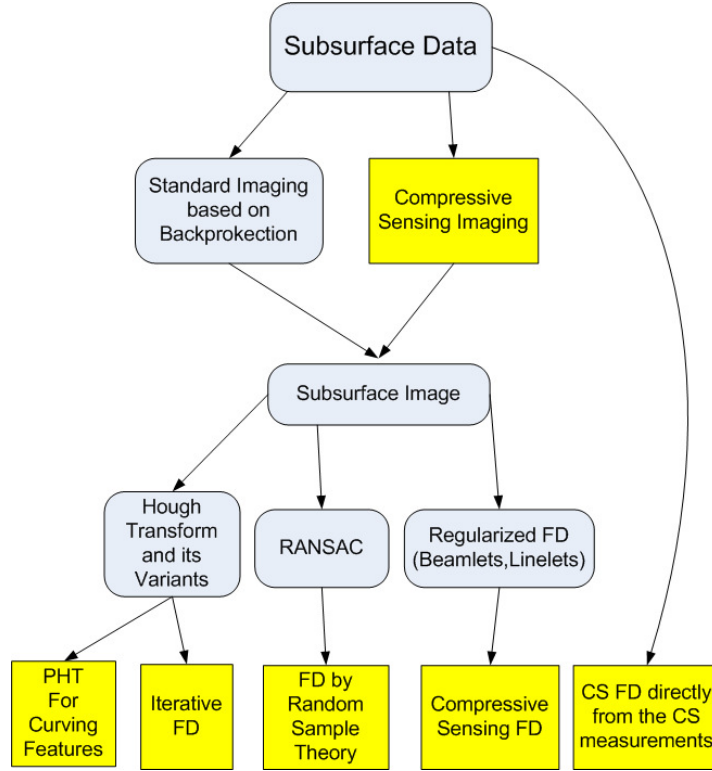 Subsurface Data
Standard Imaging
based on
Backprokection
Compressive
Sensing Imaging
Subsurface Image
Hough
Transform
and its
Variants
RANSAC
Regularized FD
(Beamlets,Linelets)
PHT
For
Curving
Features
Iterative
FD
FD by
Random
Sample
Theory
Compressive
Sensing FD
CS FD directly
from the CS
measurements